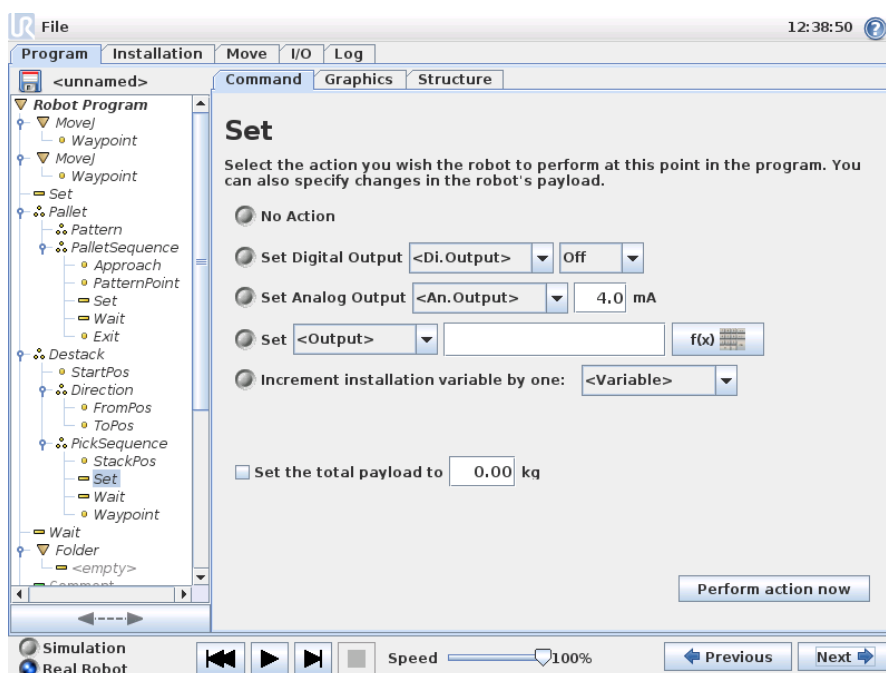 UR File 12:38:50 ?
Program Installation Move I/O Log
<unnamed> Command Graphics Structure
Robot Program
MoveJ
Waypoint
MoveJ
Waypoint
Set
Pallet
Pattern
PalletSequence
Approach
PatternPoint
Set
Wait
Exit
Destack
StartPos
Direction
FromPos
ToPos
PickSequence
StackPos
Set
Wait
Waypoint
Wait
Folder
<empty>
Comment
Set
Select the action you wish the robot to perform at this point in the program. You
can also specify changes in the robot's payload.
No Action
Set Digital Output <Di.Output> Off
Set Analog Output <An.Output> 4.0 mA
Set <Output> f(x)
Increment installation variable by one: <Variable>
Set the total payload to 0.00 kg
Perform action now
Simulation
Real Robot
Speed 100% Previous Next